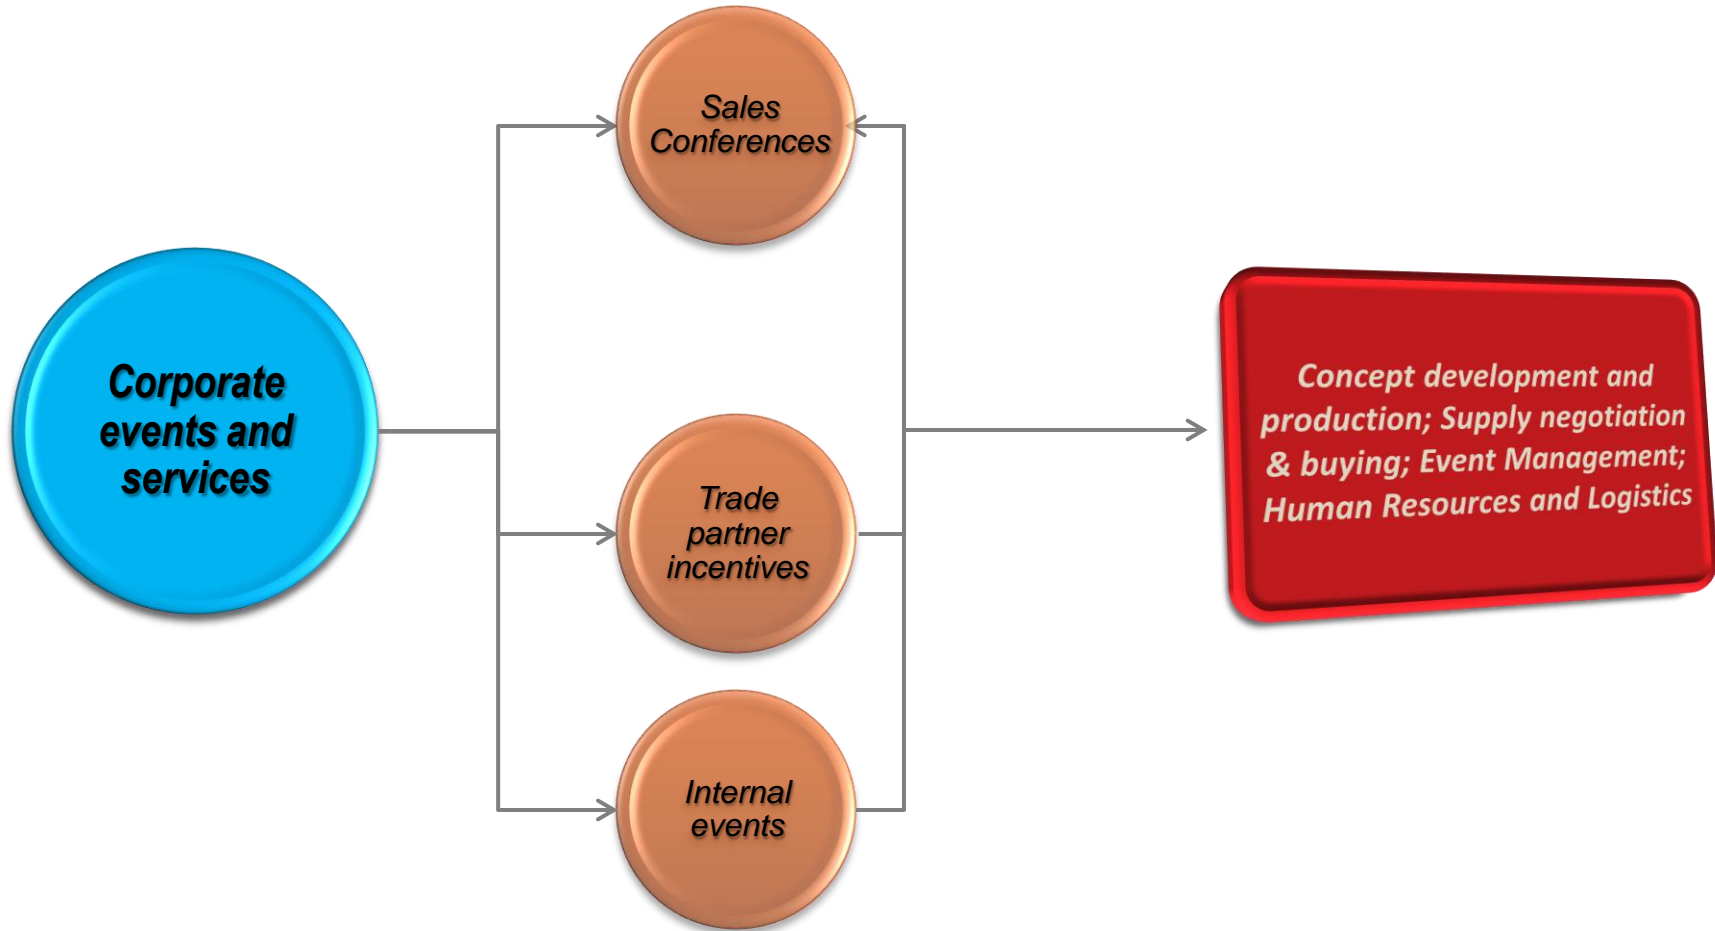 Corporate
events and
services
Sales
Conferences
Trade
partner
incentives
Internal
events
Concept development and
production; Supply negotiation
& buying; Event Management;
Human Resources and Logistics